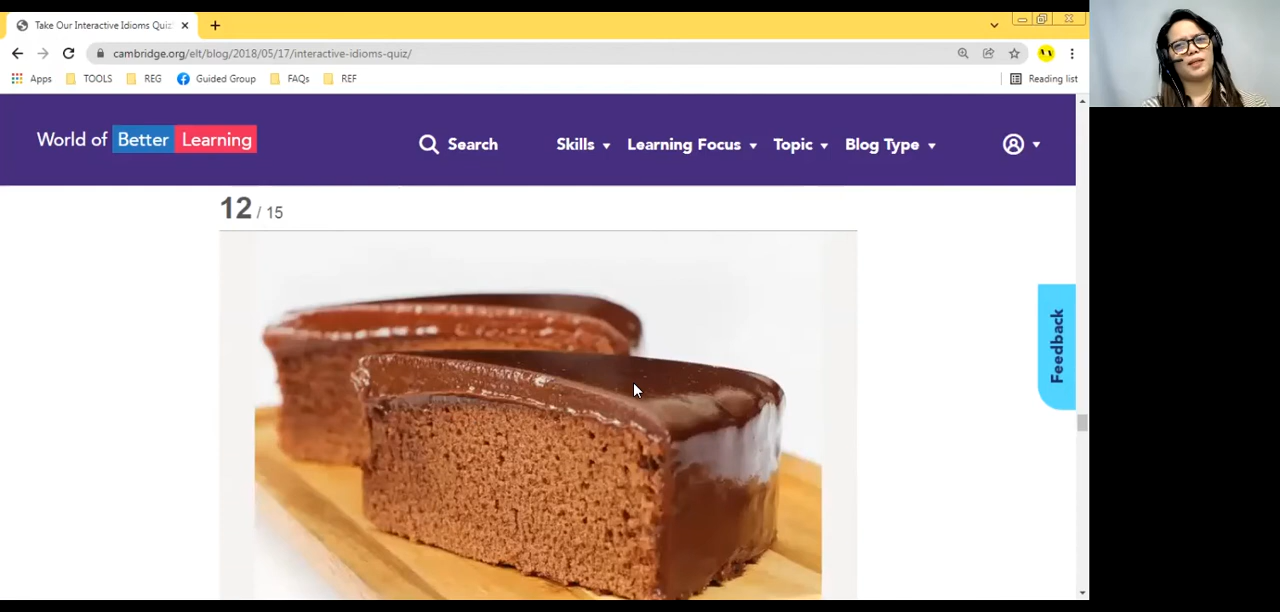 Take Our Interactive Idioms Quiz
cambridge.org/elt/blog/2018/05/17/interactive-idioms-quiz/
Apps TOOLS REG Guided Group FAQs REF Reading list
World of Better Learning Search Skills Learning Focus Topic Blog Type
12 / 15
Feedback